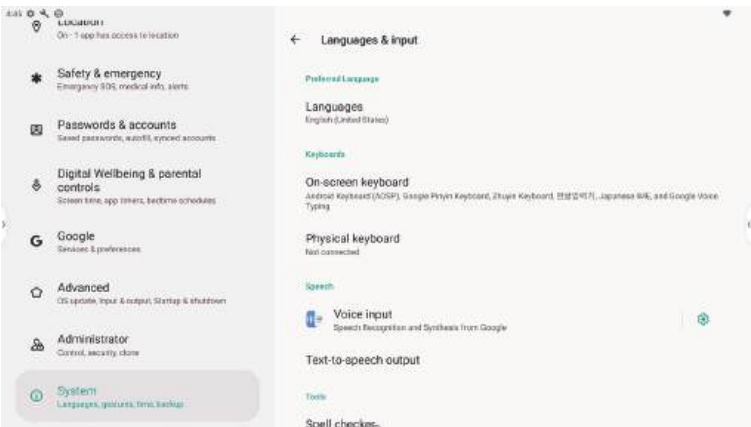 Location
On - 1 app has access to location
Safety & emergency
Emergency SOS, medical info, alerts
Passwords & accounts
Saved passwords, autofill, synced accounts
Digital Wellbeing & parental
controls
Screen time, app timers, bedtime schedules
Google
Services & preferences
Advanced
OS update, Input & output, Startup & shutdown
Administrator
Control, security, clone
System
Languages, gestures, time, backup
Languages & input
Preferred Language
Languages
English (United States)
Keyboards
On-screen keyboard
Android Keyboard (AOSP), Google Pinyin Keyboard, Zhuyin Keyboard, Japanese IME, and Google Voice
Typing
Physical keyboard
Not connected
Speech
Voice input
Speech Recognition and Synthesis from Google
Text-to-speech output
Tools
Spell checker